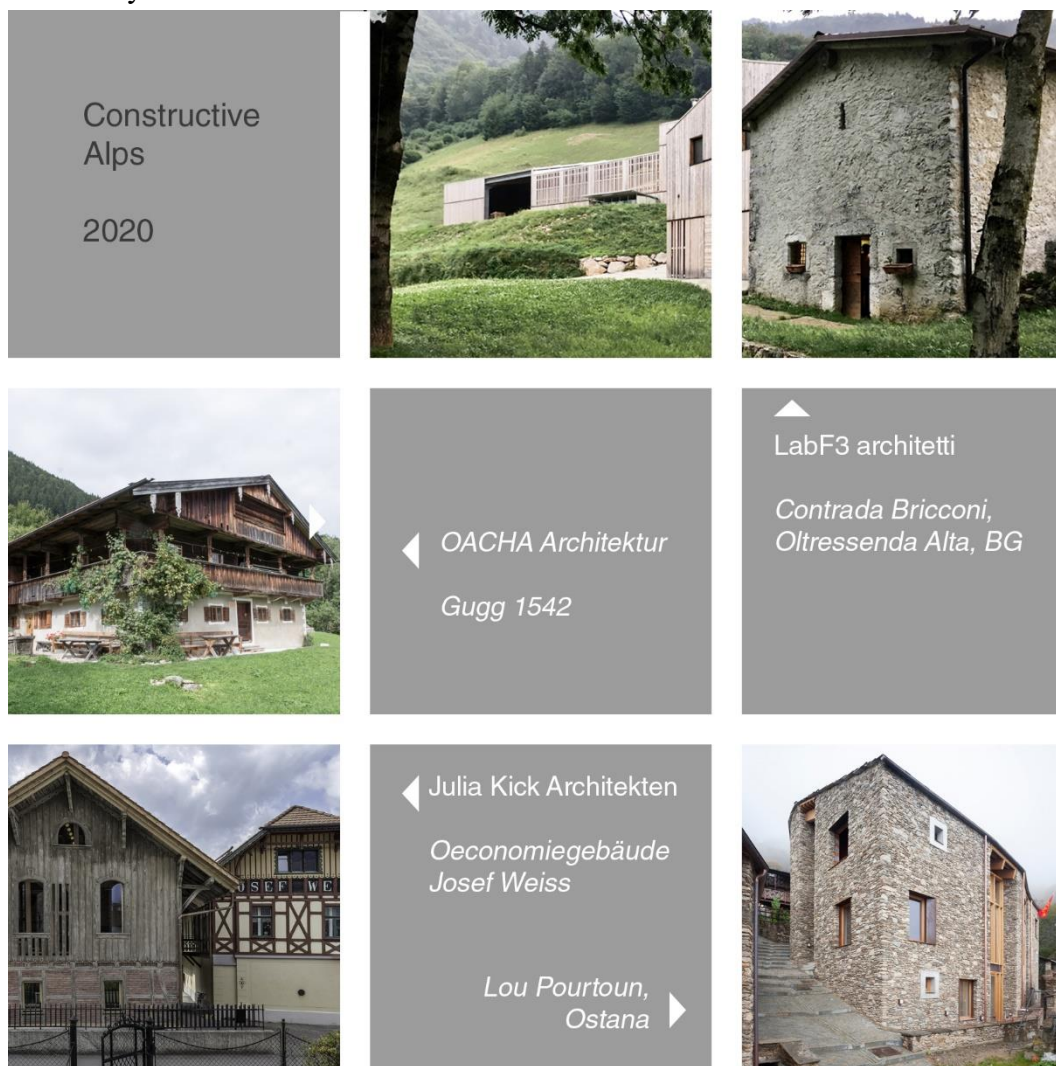 Constructive
Alps
2020
LabF3 architetti
Contrada Bricconi,
Oltressenda Alta, BG
OACHA Architektur
Gugg 1542
Julia Kick Architekten
Oeconomiegebäude
Josef Weiss
Lou Pourtoun,
Ostana
OSEF WE